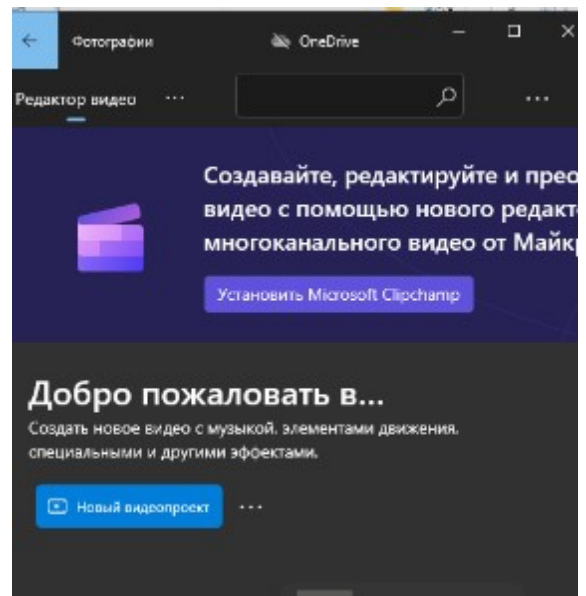 Фотографии
OneDrive
Редактор видео
Создавайте, редактируйте и прео
видео с помощью нового редакт
многоканального видео от Майк
Установить Microsoft Clipchamp
Добро пожаловать в...
Создать новое видео с музыкой, элементами движения,
специальными и другими эффектами.
Новый видеопроект